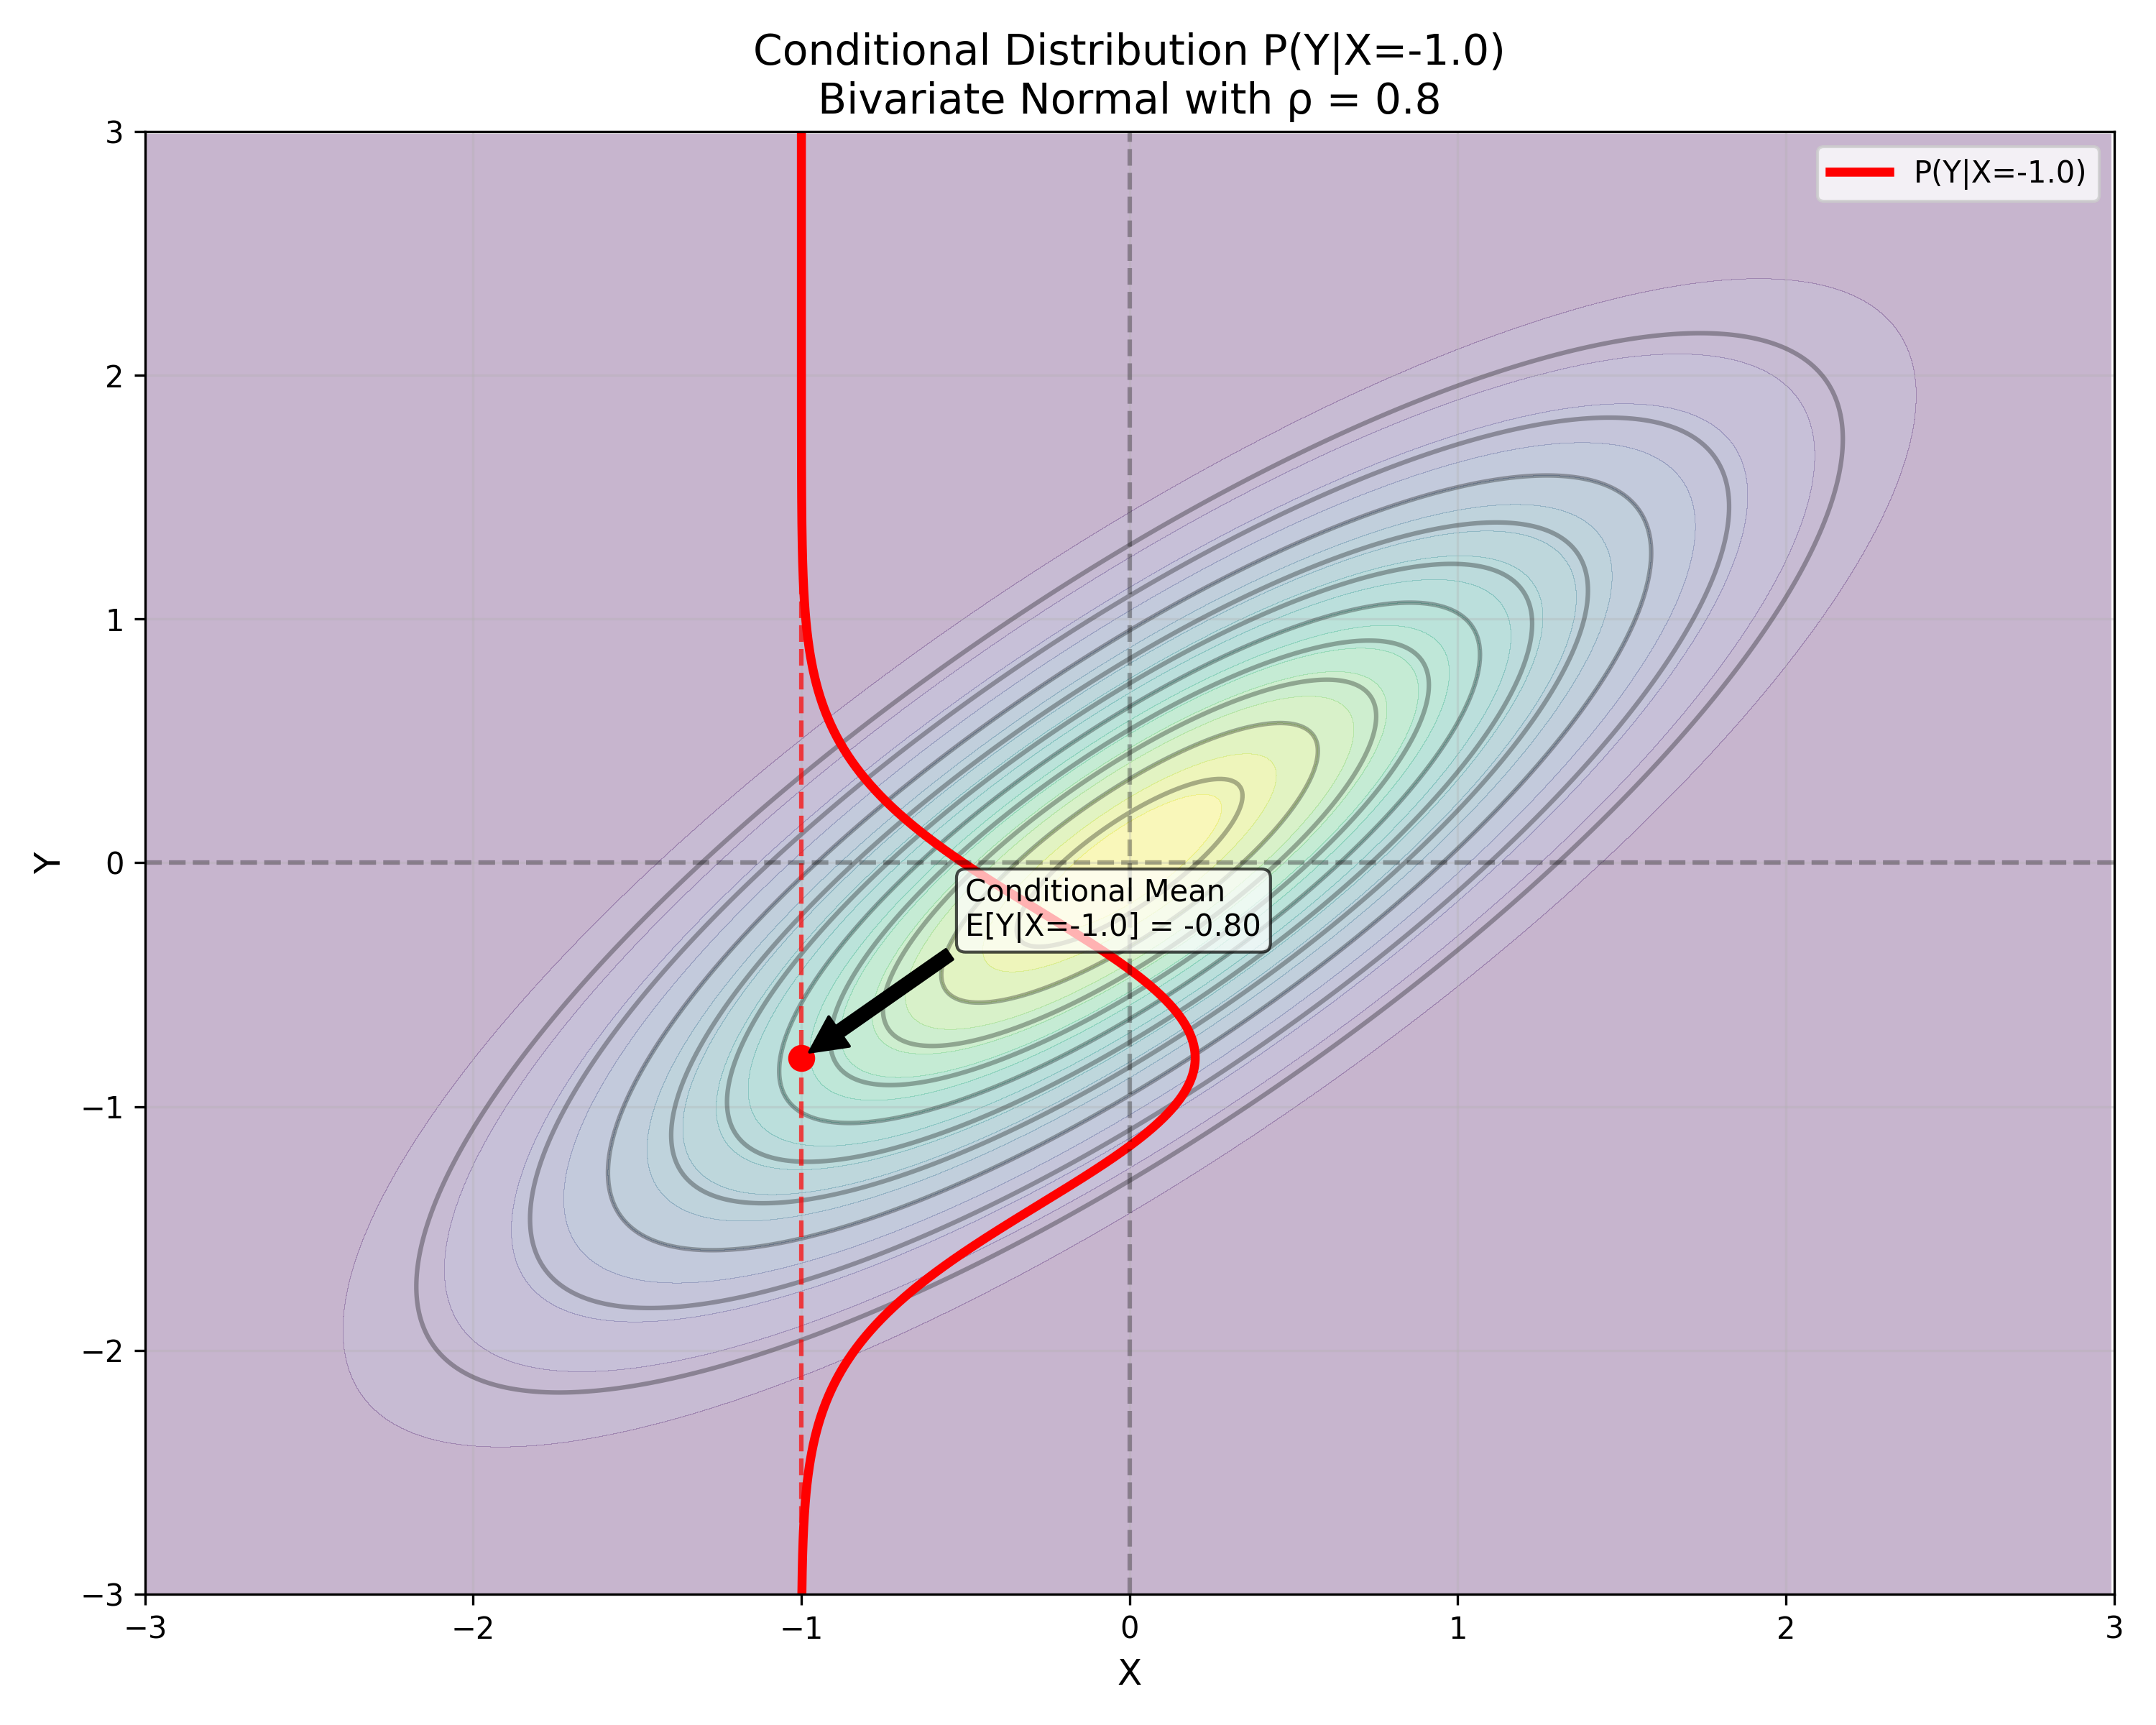 Conditional Distribution P(Y|X=-1.0)
Bivariate Normal with ρ = 0.8
P(Y|X=-1.0)
Conditional Mean
E[Y|X=-1.0] = -0.80
Y
3
2
1
0
−1
−2
−3
−3 −2 −1 0 1 2 3
X